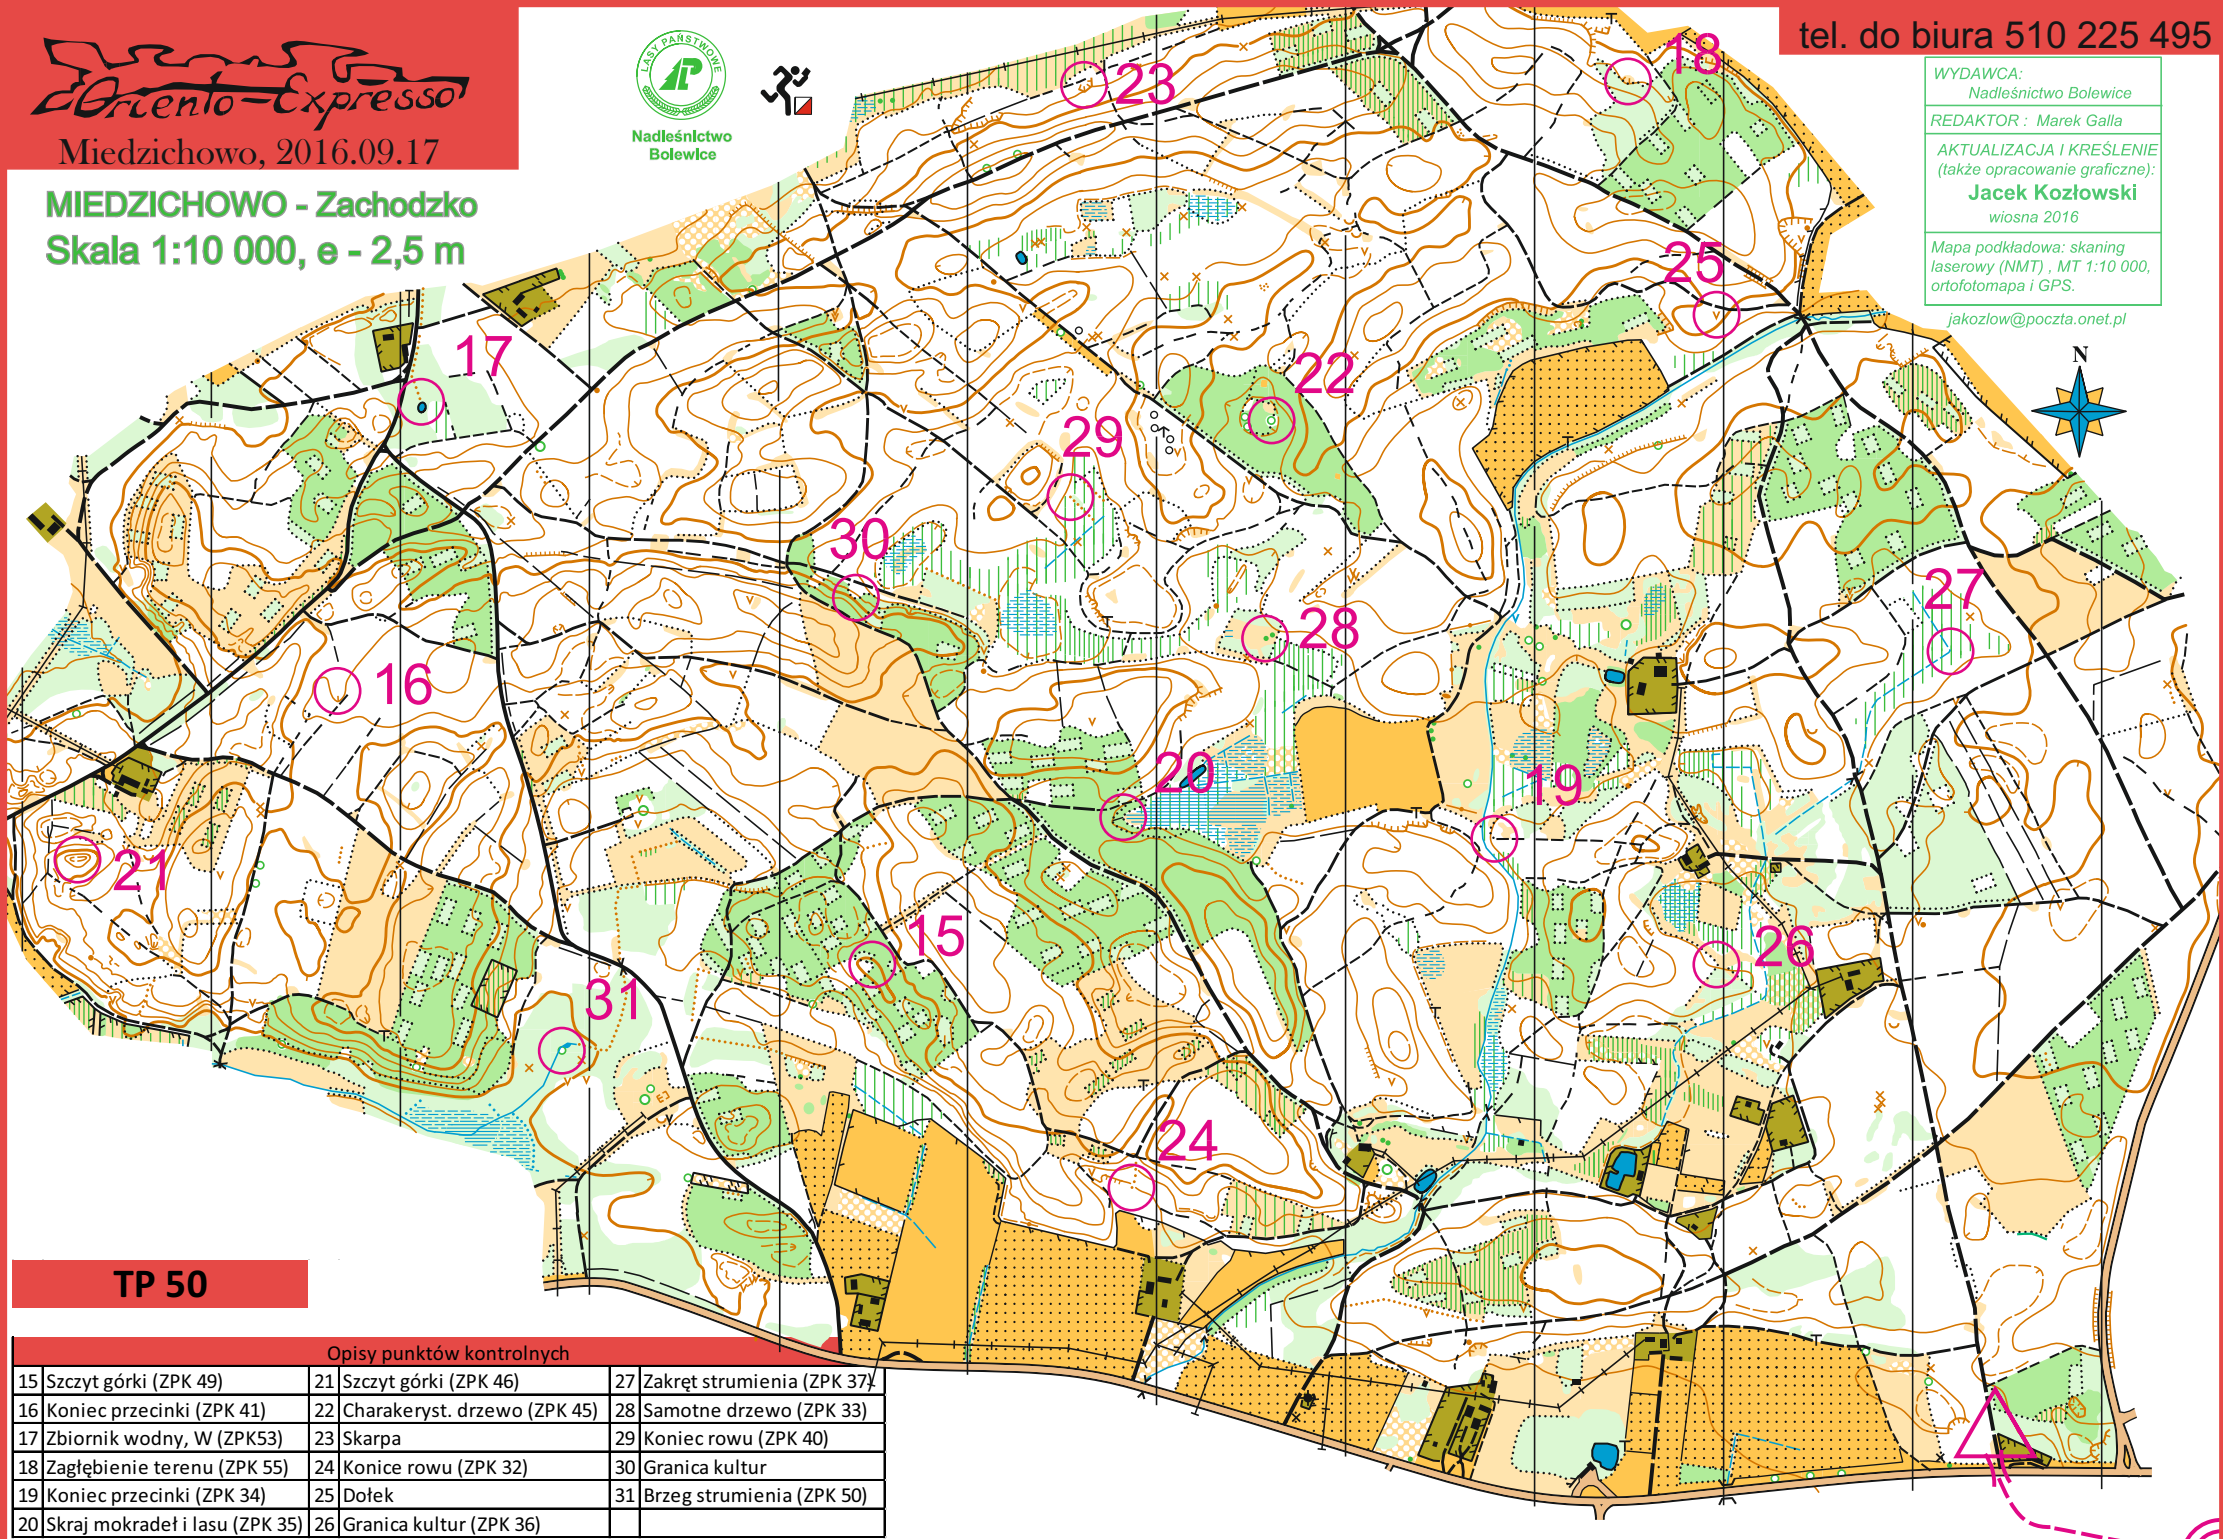 Oriento-Expresso
Miedzichowo, 2016.09.17
MIEDZICHOWO - Zachodzko
Skala 1:10 000, e - 2,5 m
LASY PAŃSTWOWE
Nadleśnictwo
Bolewice
tel. do biura 510 225 495
WYDAWCA:
Nadleśnictwo Bolewice
REDAKTOR : Marek Galla
AKTUALIZACJA I KREŚLENIE
(także opracowanie graficzne):
Jacek Kozłowski
wiosna 2016
Mapa podkładowa: skaning
laserowy (NMT) , MT 1:10 000,
ortofotomapa i GPS.
jakozlow@poczta.onet.pl
N
18
23
25
17
22
29
30
27
28
16
20
19
21
15
26
31
24
TP 50
Opisy punktów kontrolnych
15 Szczyt górki (ZPK 49) 21 Szczyt górki (ZPK 46) 27 Zakręt strumienia (ZPK 37)
16 Koniec przecinki (ZPK 41) 22 Charakeryst. drzewo (ZPK 45) 28 Samotne drzewo (ZPK 33)
17 Zbiornik wodny, W (ZPK53) 23 Skarpa 29 Koniec rowu (ZPK 40)
18 Zagłębienie terenu (ZPK 55) 24 Konice rowu (ZPK 32) 30 Granica kultur
19 Koniec przecinki (ZPK 34) 25 Dołek 31 Brzeg strumienia (ZPK 50)
20 Skraj mokradeł i lasu (ZPK 35) 26 Granica kultur (ZPK 36)